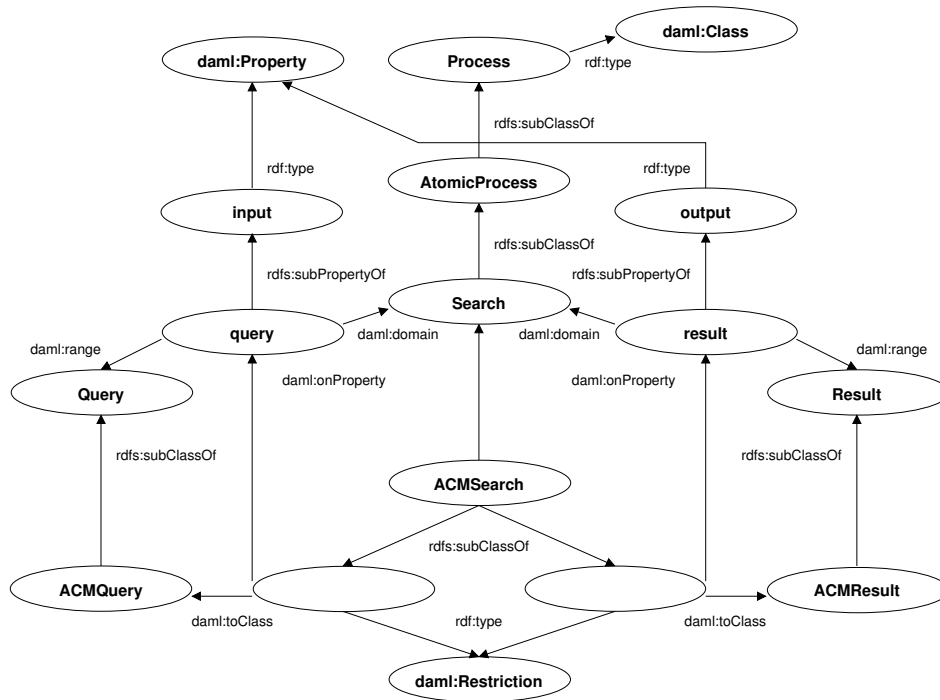 daml:Class
daml:Property
Process
rdf:type
rdfs:subClassOf
rdf:type
rdf:type
AtomicProcess
input
output
rdfs:subClassOf
rdfs:subPropertyOf
rdfs:subPropertyOf
Search
query
daml:domain
daml:domain
result
daml:range
daml:range
Query
daml:onProperty
daml:onProperty
Result
rdfs:subClassOf
rdfs:subClassOf
ACMSearch
rdfs:subClassOf
ACMQuery
ACMResult
daml:toClass
rdf:type
daml:toClass
daml:Restriction